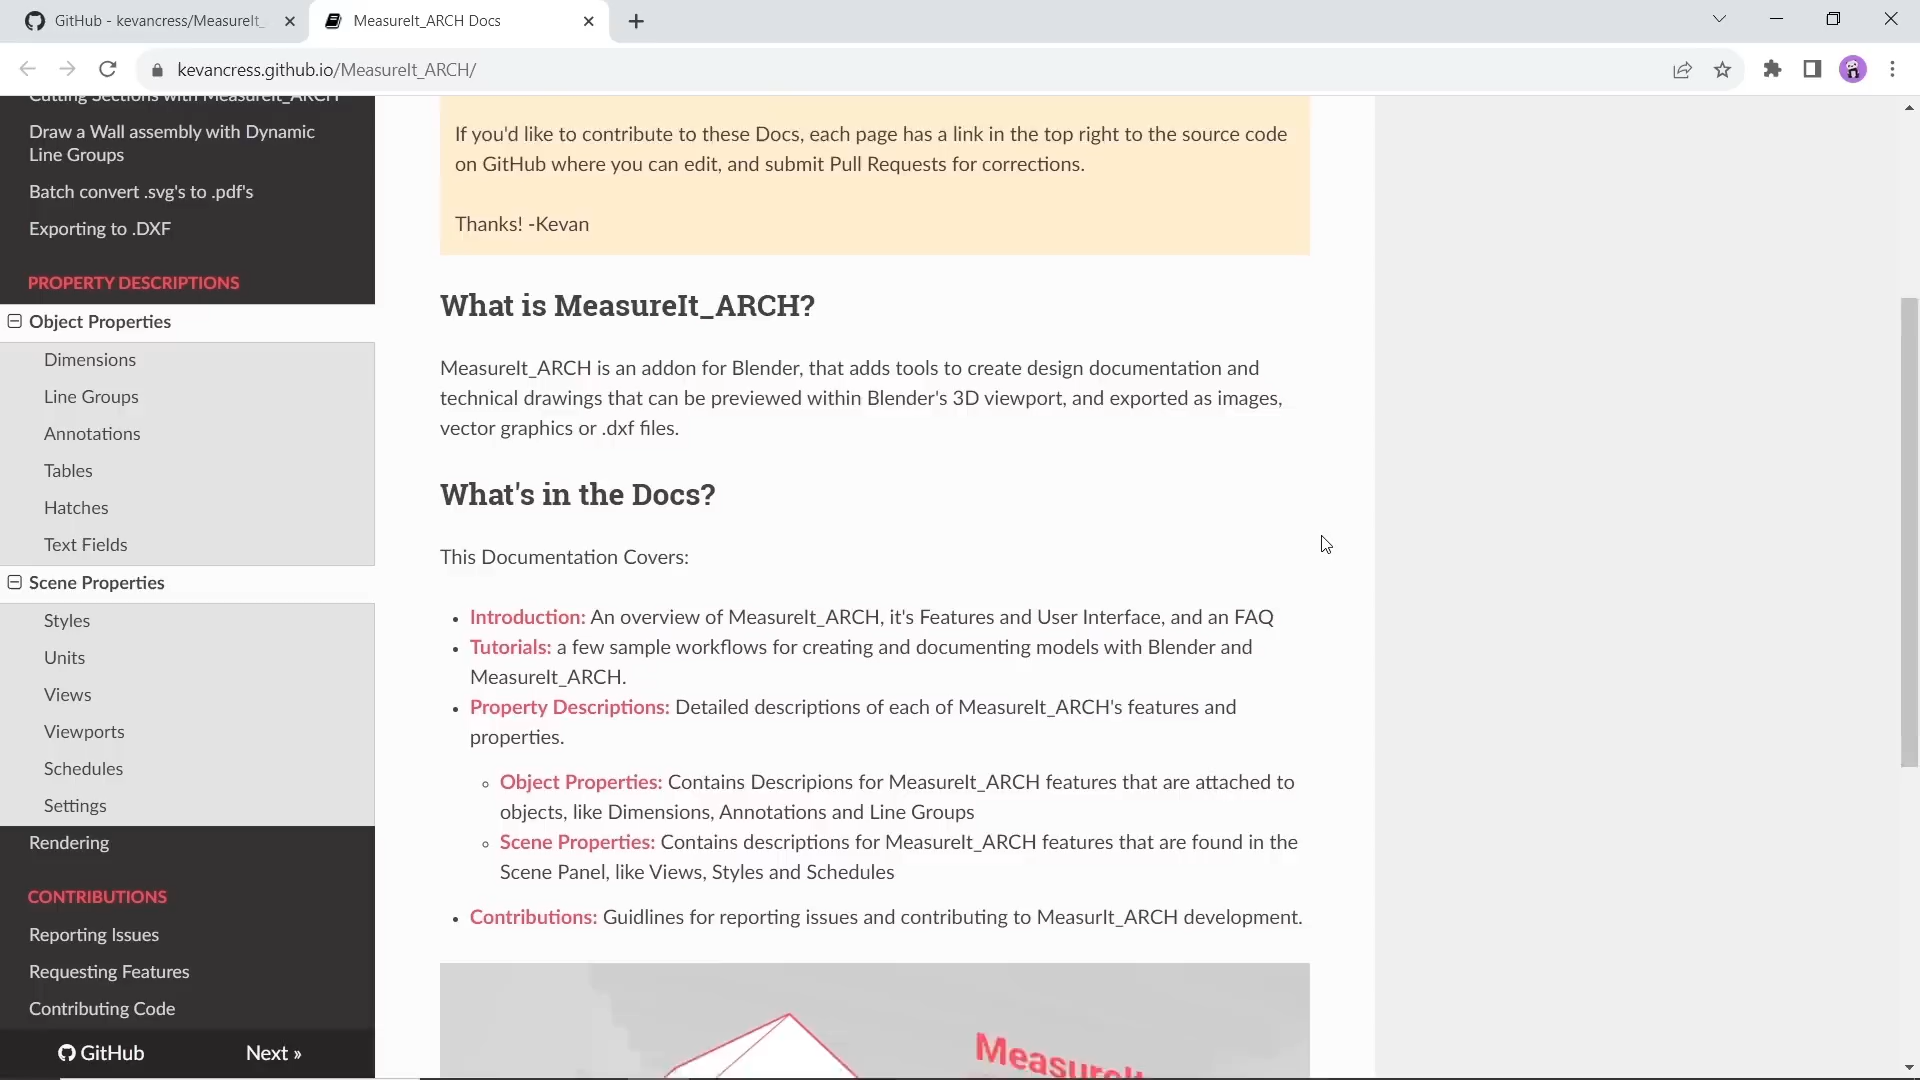 GitHub - kevancress/MeasureIt_
MeasureIt_ARCH Docs
kevancress.github.io/MeasureIt_ARCH/
Cutting Sections with MeasureIt_ARCH
Draw a Wall assembly with Dynamic
Line Groups
Batch convert .svg's to .pdf's
Exporting to .DXF
PROPERTY DESCRIPTIONS
Object Properties
Dimensions
Line Groups
Annotations
Tables
Hatches
Text Fields
Scene Properties
Styles
Units
Views
Viewports
Schedules
Settings
Rendering
CONTRIBUTIONS
Reporting Issues
Requesting Features
Contributing Code
GitHub
Next »
If you'd like to contribute to these Docs, each page has a link in the top right to the source code
on GitHub where you can edit, and submit Pull Requests for corrections.
Thanks! -Kevan
What is MeasureIt_ARCH?
MeasureIt_ARCH is an addon for Blender, that adds tools to create design documentation and
technical drawings that can be previewed within Blender's 3D viewport, and exported as images,
vector graphics or .dxf files.
What's in the Docs?
This Documentation Covers:
• Introduction: An overview of MeasureIt_ARCH, it's Features and User Interface, and an FAQ
• Tutorials: a few sample workflows for creating and documenting models with Blender and
MeasureIt_ARCH.
• Property Descriptions: Detailed descriptions of each of MeasureIt_ARCH's features and
properties.
◦ Object Properties: Contains Descripions for MeasureIt_ARCH features that are attached to
objects, like Dimensions, Annotations and Line Groups
◦ Scene Properties: Contains descriptions for MeasureIt_ARCH features that are found in the
Scene Panel, like Views, Styles and Schedules
• Contributions: Guidlines for reporting issues and contributing to MeasurIt_ARCH development.
MeasureIt